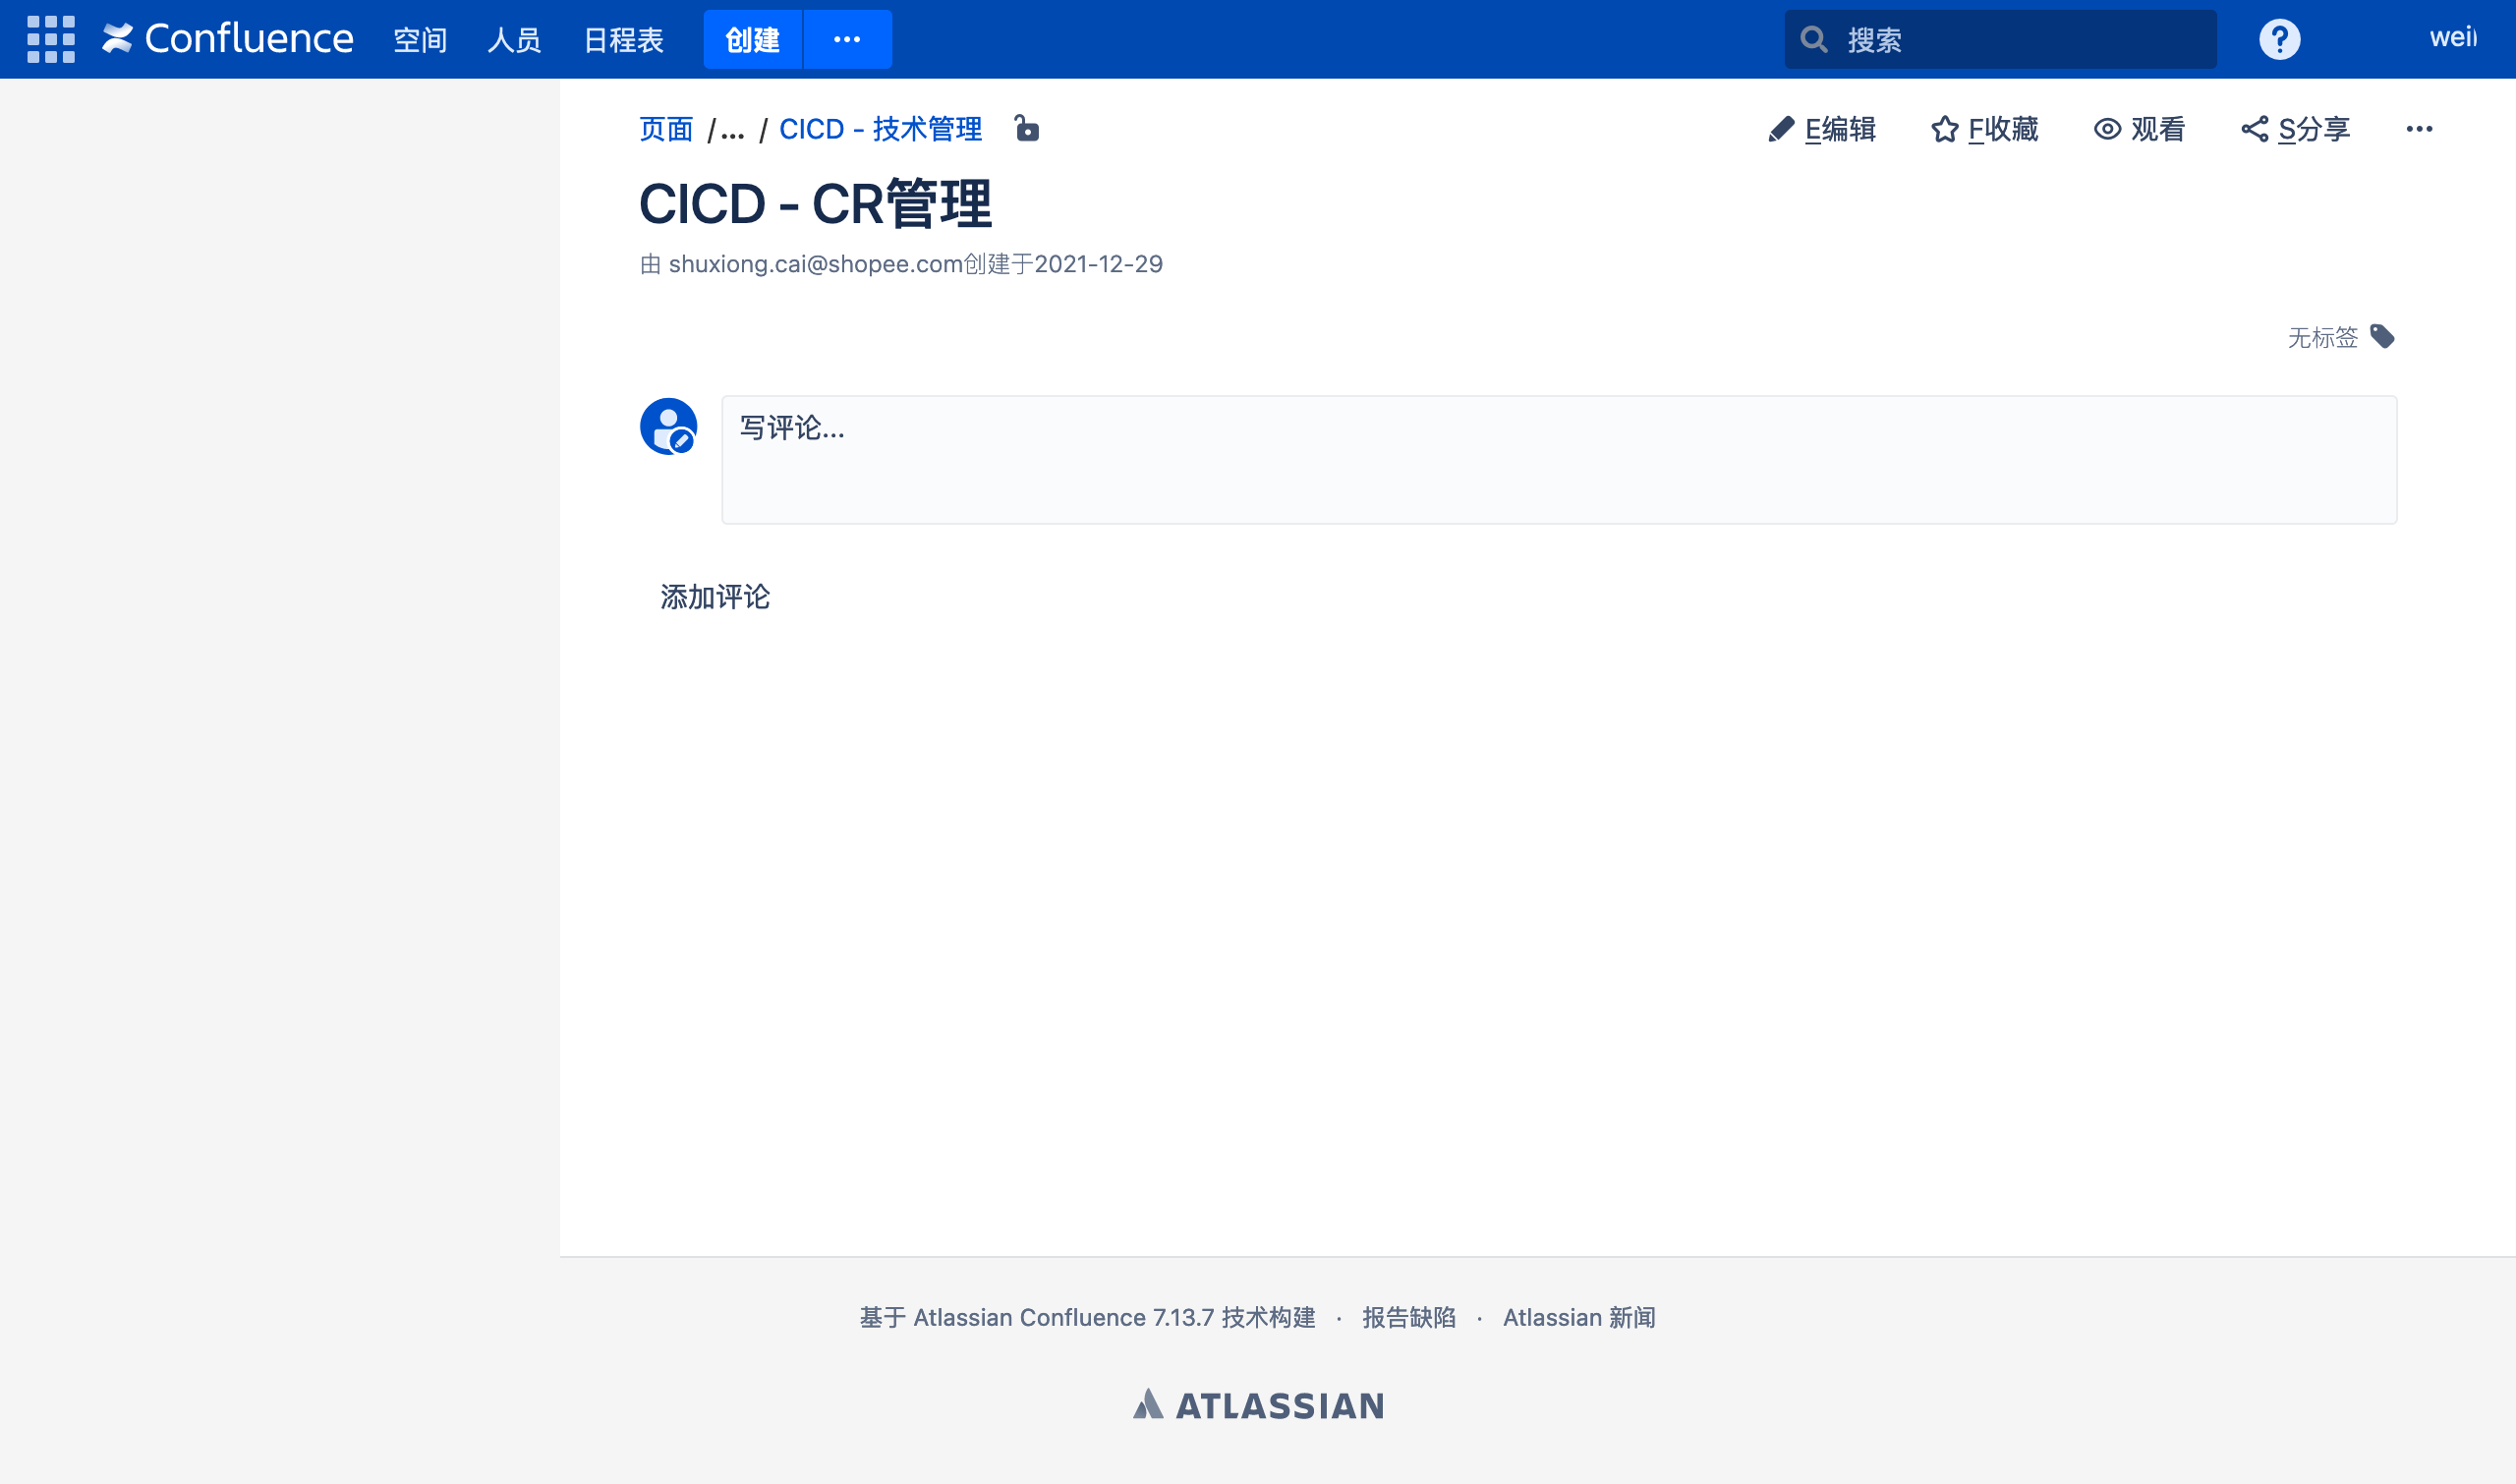 Confluence 空间 人员 日程表 创建 ··· 搜索 ?
页面 /... / CICD - 技术管理 E编辑 F收藏 观看 S分享 ···
CICD - CR管理
由 shuxiong.cai@shopee.com创建于2021-12-29
无标签
写评论...
添加评论
基于 Atlassian Confluence 7.13.7 技术构建 · 报告缺陷 · Atlassian 新闻
ATLASSIAN